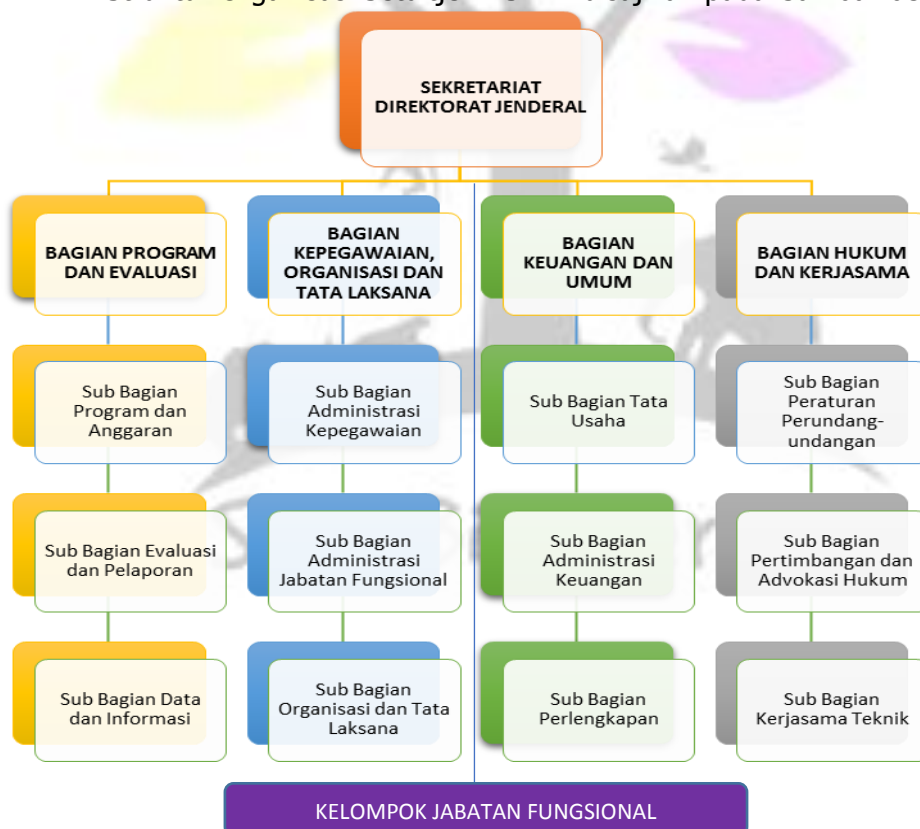 SEKRETARIAT
DIREKTORAT JENDERAL
BAGIAN PROGRAM
DAN EVALUASI
BAGIAN
KEPEGAWAIAN,
ORGANISASI DAN
TATA LAKSANA
BAGIAN
KEUANGAN DAN
UMUM
BAGIAN HUKUM
DAN KERJASAMA
Sub Bagian
Program dan
Anggaran
Sub Bagian
Administrasi
Kepegawaian
Sub Bagian Tata
Usaha
Sub Bagian
Peraturan
Perundang-
undangan
Sub Bagian Evaluasi
dan Pelaporan
Sub Bagian
Administrasi
Jabatan Fungsional
Sub Bagian
Administrasi
Keuangan
Sub Bagian
Pertimbangan dan
Advokasi Hukum
Sub Bagian Data
dan Informasi
Sub Bagian
Organisasi dan Tata
Laksana
Sub Bagian
Perlengkapan
Sub Bagian
Kerjasama Teknik
KELOMPOK JABATAN FUNGSIONAL